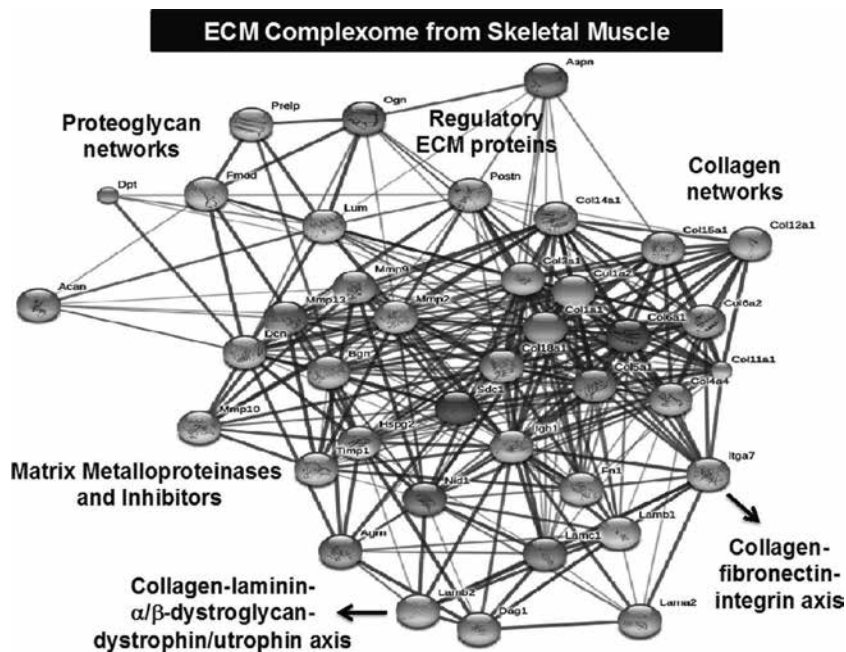 ECM Complexome from Skeletal Muscle
Aspn
Prelp
Ogn
Proteoglycan
networks
Regulatory
ECM proteins
Collagen
networks
Dpt
Fmod
Postn
Lum
Col14a1
Col15a1
Col12a1
Acan
Mmp9
Col3a1
Col1a2
Mmp13
Mmp2
Col1a1
Col6a1
Col6a2
Dcn
Bgn
Col18a1
Col5a1
Col11a1
Sdc1
Col4a4
Mmp10
Hspg2
Itgb1
Timp1
Itga7
Matrix Metalloproteinases
and Inhibitors
Nid1
Fn1
Agrn
Lamc1
Lamb1
Collagen-
fibronectin-
integrin axis
Collagen-laminin-
α/β-dystroglycan-
dystrophin/utrophin axis
Lamb2
Dag1
Lama2